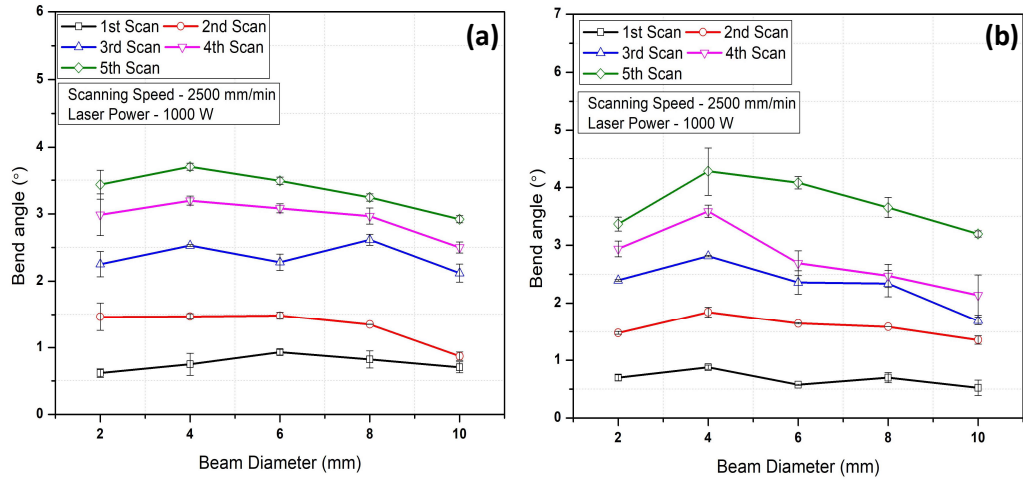 (a)
1st Scan 2nd Scan
3rd Scan 4th Scan
5th Scan
Scanning Speed - 2500 mm/min
Laser Power - 1000 W
Bend angle (°)
6
5
4
3
2
1
0
2 4 6 8 10
Beam Diameter (mm)
(b)
1st Scan 2nd Scan
3rd Scan 4th Scan
5th Scan
Scanning Speed - 2500 mm/min
Laser Power - 1000 W
Bend angle (°)
7
6
5
4
3
2
1
0
2 4 6 8 10
Beam Diameter (mm)